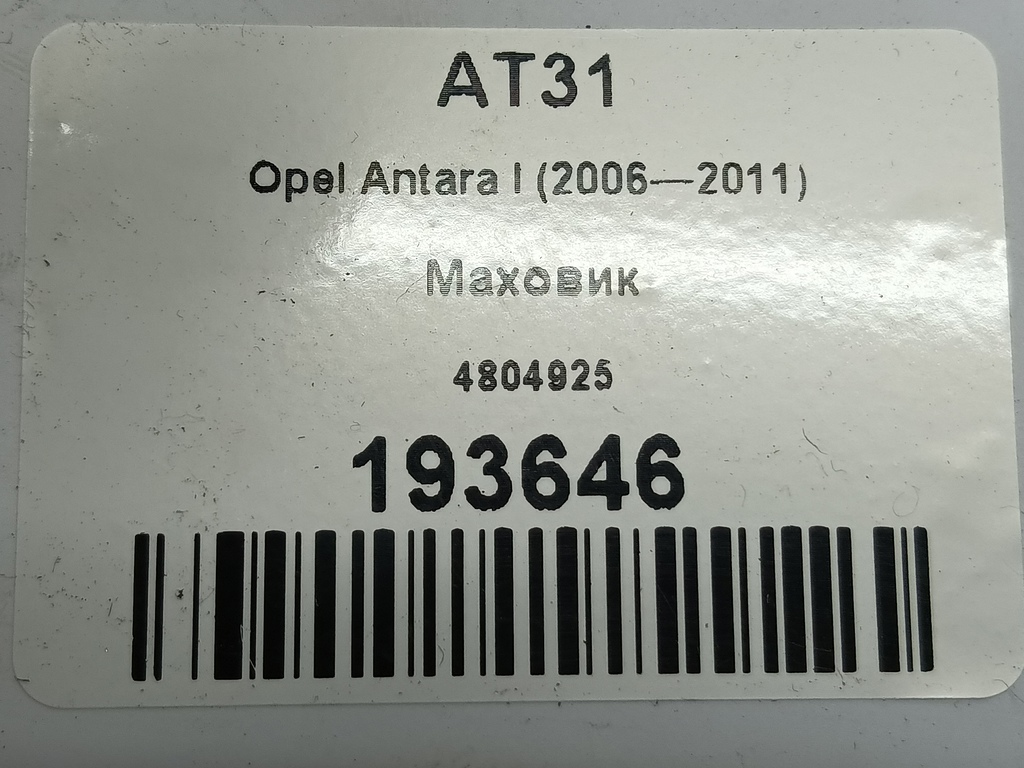 AT31
Opel Antara I (2006—2011)
Маховик
4804925
193646